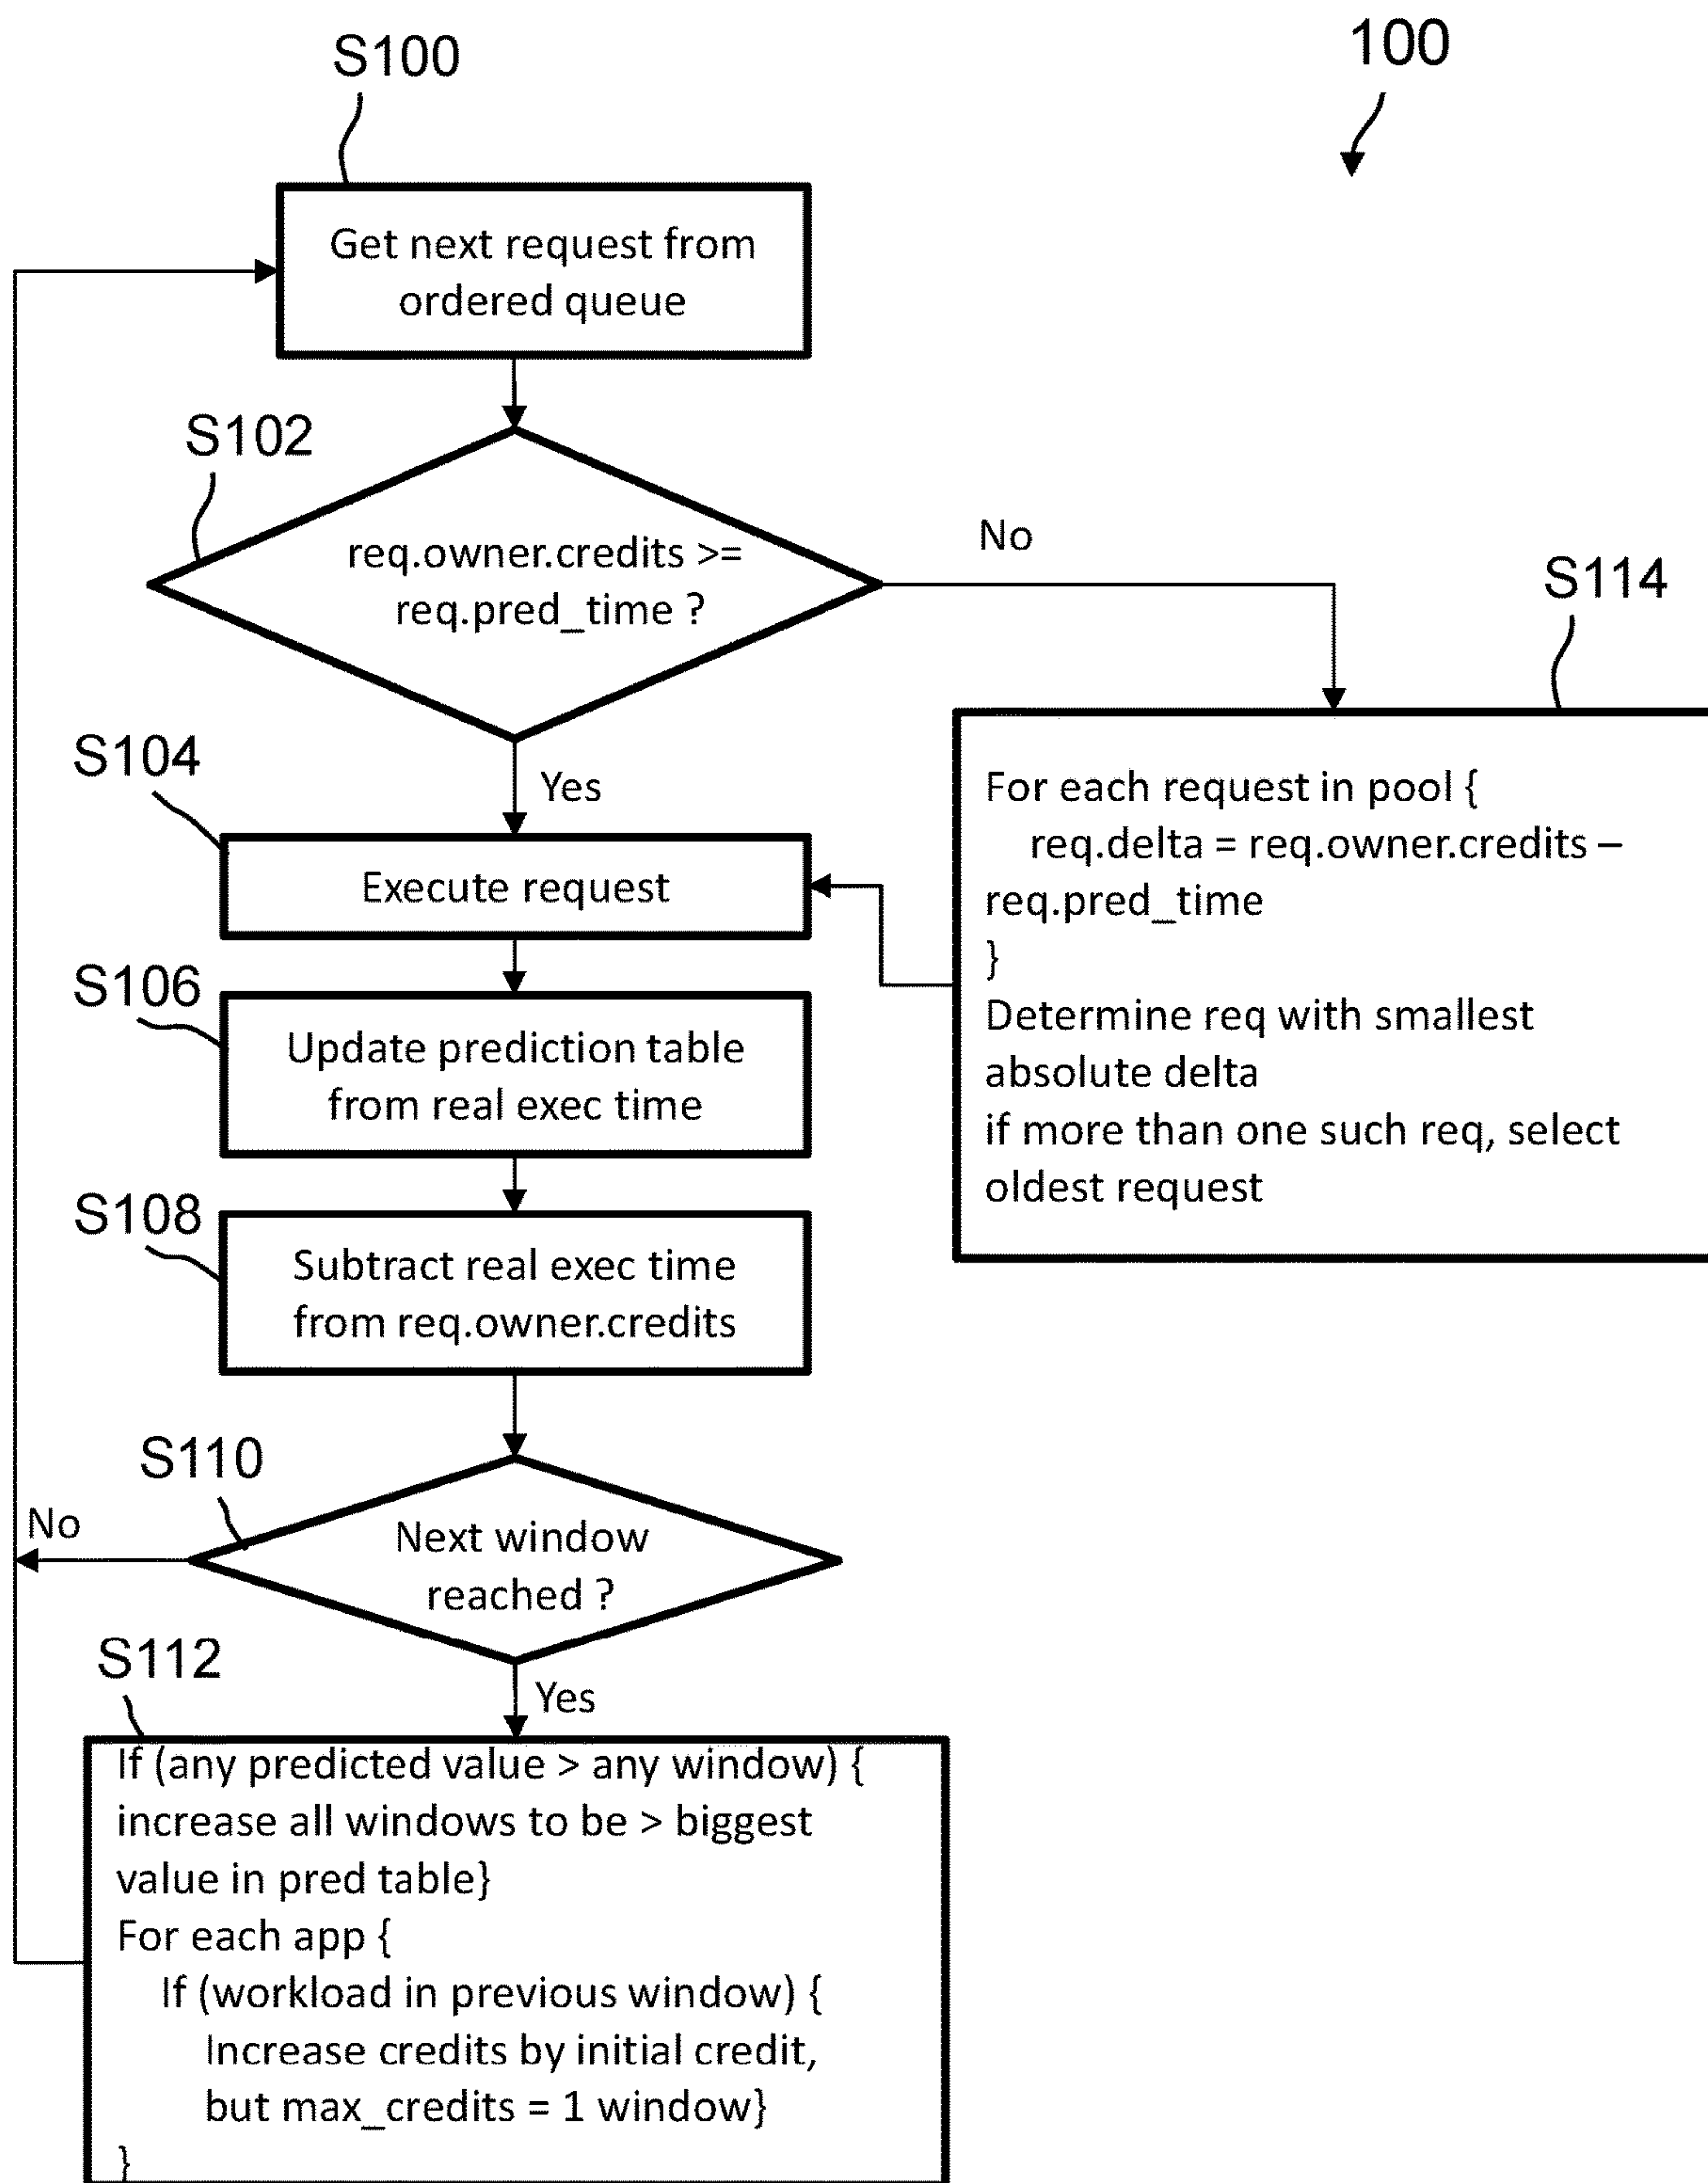 S100
100
Get next request from
ordered queue
S102
req.owner.credits >=
req.pred_time ?
No
S114
Yes
S104
Execute request
For each request in pool {
req.delta = req.owner.credits –
req.pred_time
}
Determine req with smallest
absolute delta
if more than one such req, select
oldest request
S106
Update prediction table
from real exec time
S108
Subtract real exec time
from req.owner.credits
S110
No
Next window
reached ?
S112
Yes
If (any predicted value > any window) {
increase all windows to be > biggest
value in pred table}
For each app {
If (workload in previous window) {
Increase credits by initial credit,
but max_credits = 1 window}
}